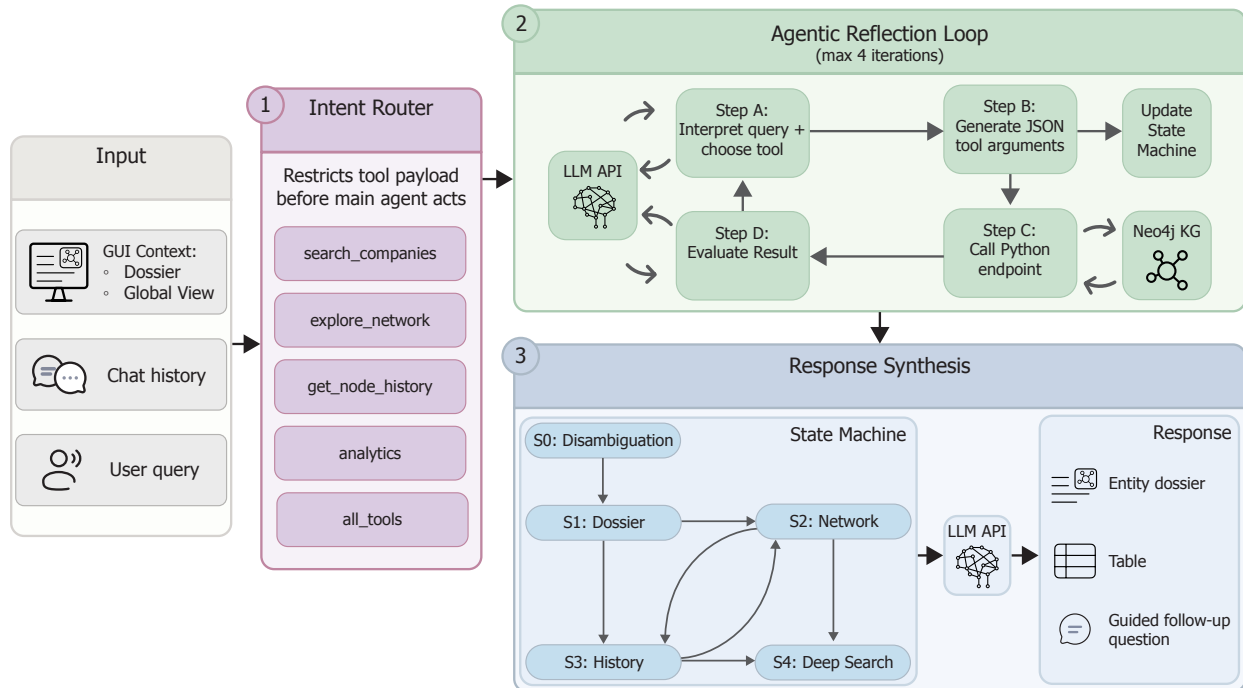 Input
GUI Context:
◦ Dossier
◦ Global View
Chat history
User query
1
Intent Router
Restricts tool payload
before main agent acts
search_companies
explore_network
get_node_history
analytics
all_tools
2
Agentic Reflection Loop
(max 4 iterations)
LLM API
Step A:
Interpret query +
choose tool
Step B:
Generate JSON
tool arguments
Update
State
Machine
Step D:
Evaluate Result
Step C:
Call Python
endpoint
Neo4j KG
3
Response Synthesis
State Machine
S0: Disambiguation
S1: Dossier
S2: Network
S3: History
S4: Deep Search
LLM API
Response
Entity dossier
Table
Guided follow-up
question